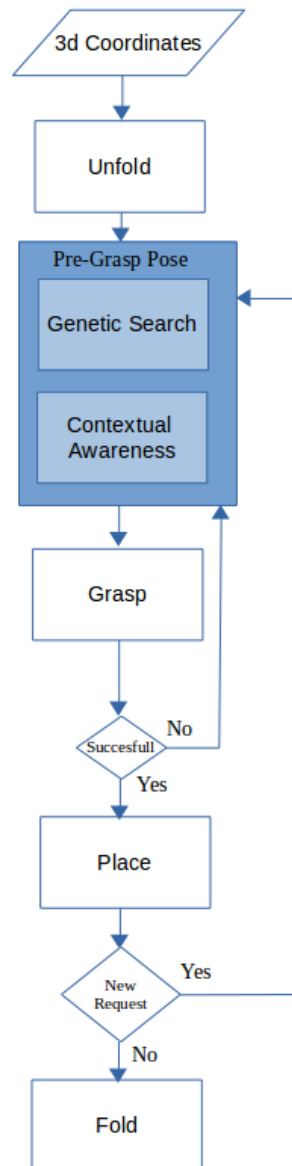 3d Coordinates
Unfold
Pre-Grasp Pose
Genetic Search
Contextual
Awareness
Grasp
No
Succesfull
Yes
Place
Yes
New
Request
No
Fold